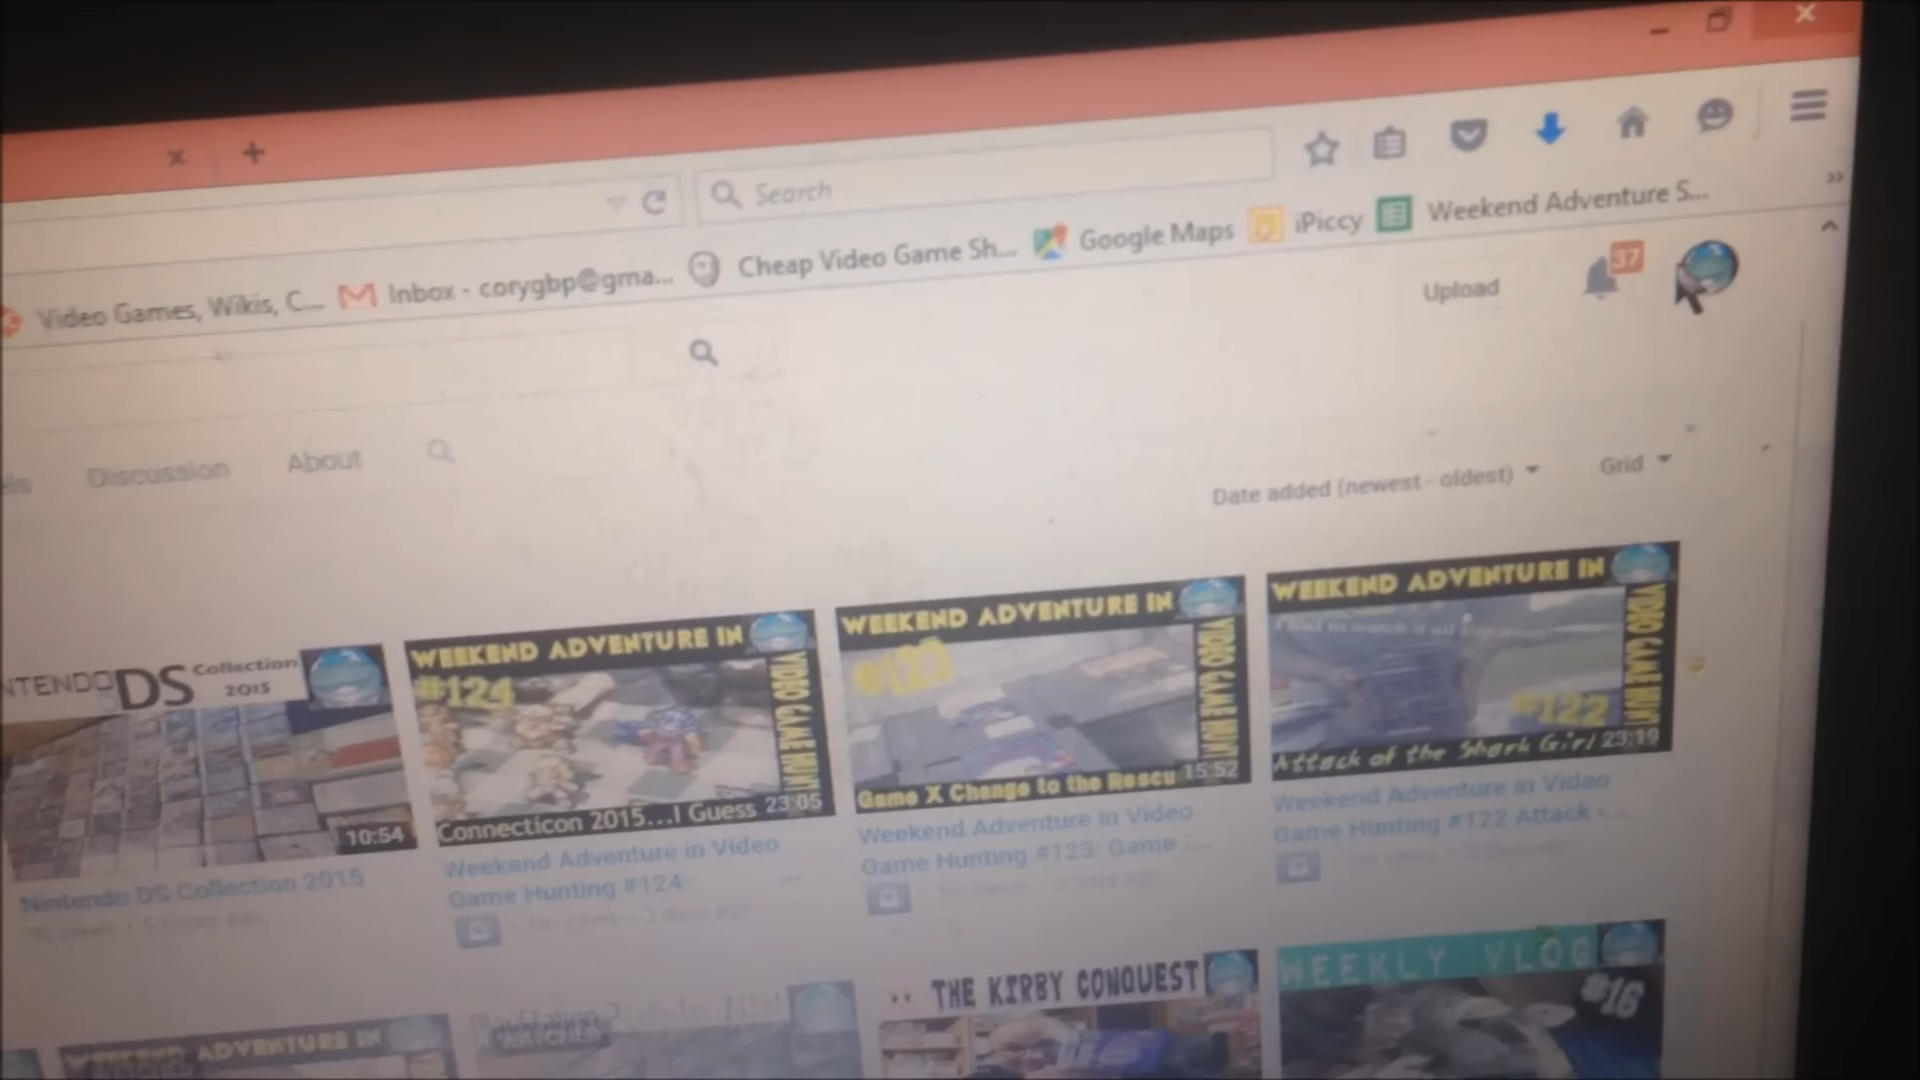 Search
Video Games, Wikis, C...
Inbox - corygbp@gma...
Cheap Video Game Sh...
Google Maps
iPiccy
Weekend Adventure S...
Upload
37
Discussion
About
Date added (newest - oldest)
Grid
DS Collection
2015
10:54
Nintendo DS Collection 2015
WEEKEND ADVENTURE IN
VIDEO GAME HUNT
#124
Connecticon 2015...I Guess 23:05
Weekend Adventure in Video
Game Hunting #124:
WEEKEND ADVENTURE IN
VIDEO GAME HUNT
#123
Game X Change to the Rescu 15:52
Weekend Adventure in Video
Game Hunting #123: Game ...
WEEKEND ADVENTURE IN
VIDEO GAME HUNT
#122
Attack of the Shark Girl 23:19
Weekend Adventure in Video
Game Hunting #122 Attack ...
WEEKEND ADVENTURE IN
WATCHED
THE KIRBY CONQUEST
WEEKLY VLOG
#16